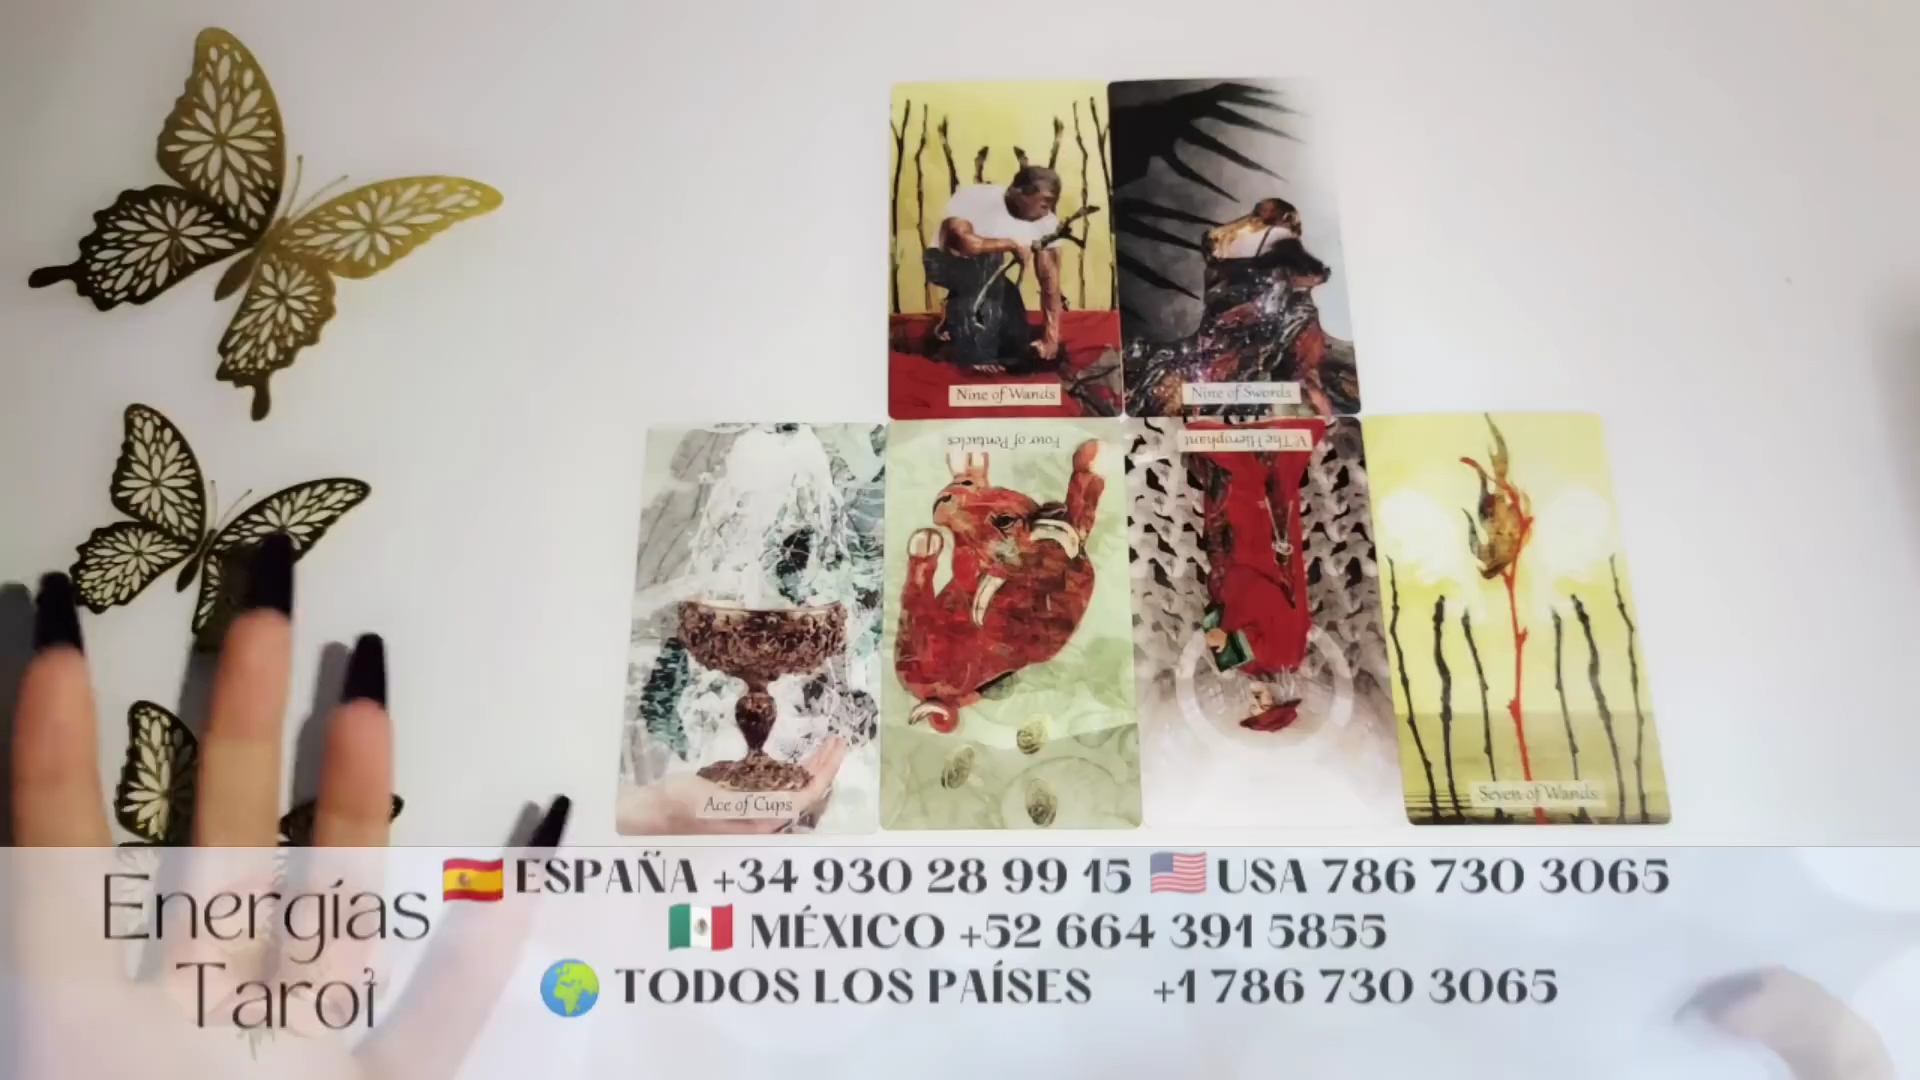 Nine of Wands
Nine of Swords
Four of Pentacles
V. The Hierophant
Ace of Cups
Seven of Wands
Energías
Tarot
ESPAÑA +34 930 28 99 15 USA 786 730 3065
MÉXICO +52 664 391 5855
TODOS LOS PAÍSES +1 786 730 3065